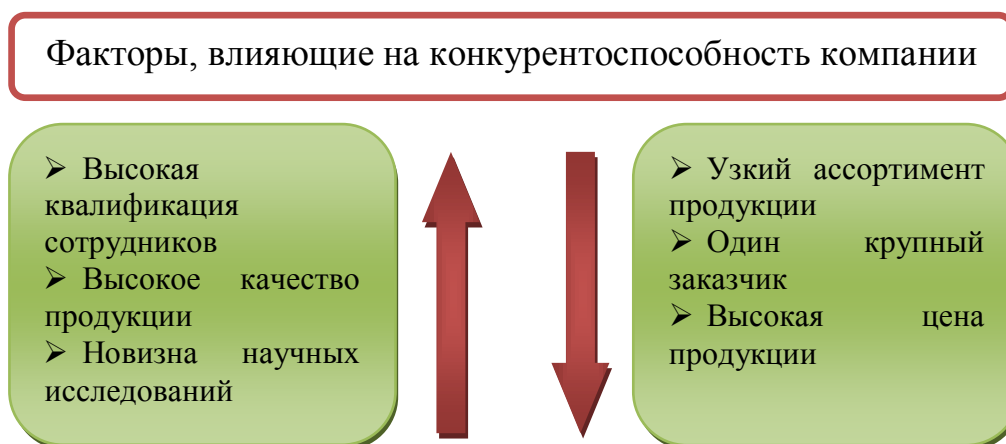 Факторы, влияющие на конкурентоспособность компании
➢ Высокая
квалификация
сотрудников
➢ Высокое качество
продукции
➢ Новизна научных
исследований
➢ Узкий ассортимент
продукции
➢ Один крупный
заказчик
➢ Высокая цена
продукции